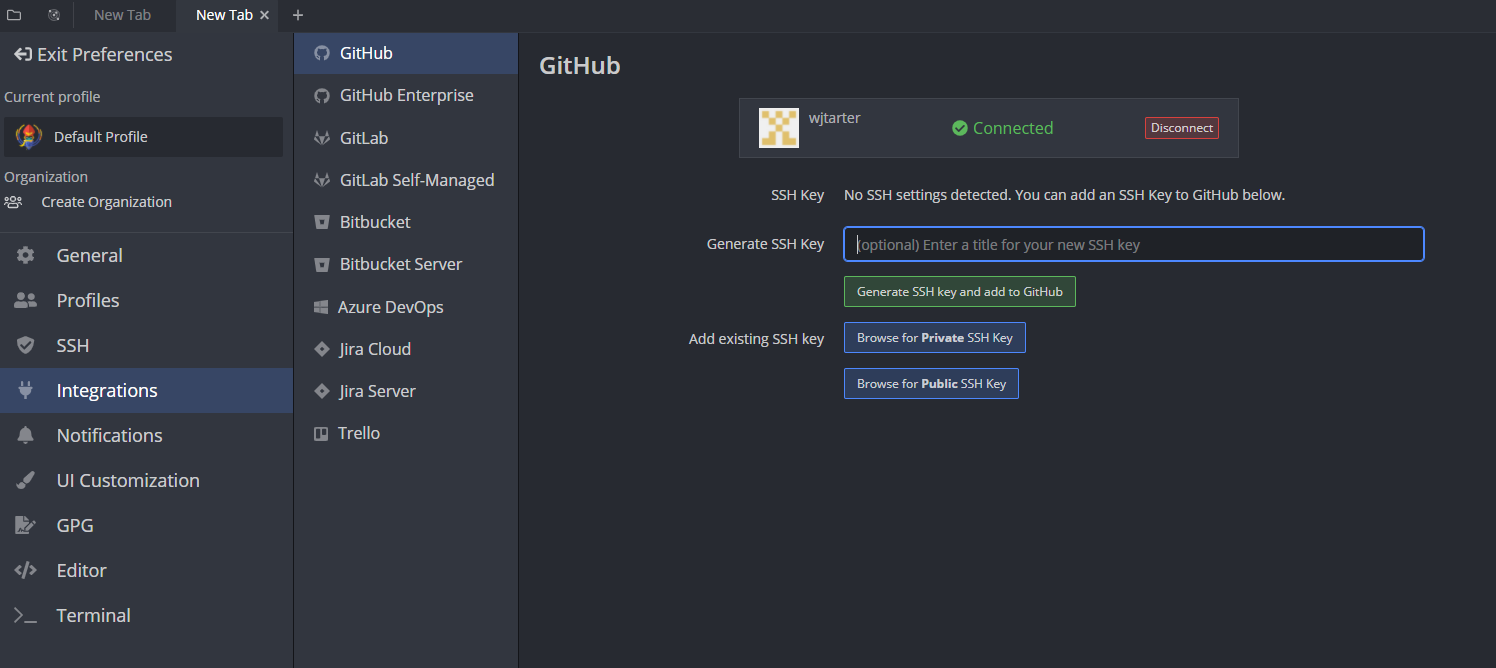 New Tab
New Tab
Exit Preferences
Current profile
Default Profile
Organization
Create Organization
General
Profiles
SSH
Integrations
Notifications
UI Customization
GPG
Editor
Terminal
GitHub
GitHub Enterprise
GitLab
GitLab Self-Managed
Bitbucket
Bitbucket Server
Azure DevOps
Jira Cloud
Jira Server
Trello
GitHub
wjtarter
Connected
Disconnect
SSH Key No SSH settings detected. You can add an SSH Key to GitHub below.
Generate SSH Key (optional) Enter a title for your new SSH key
Generate SSH key and add to GitHub
Add existing SSH key Browse for Private SSH Key
Browse for Public SSH Key